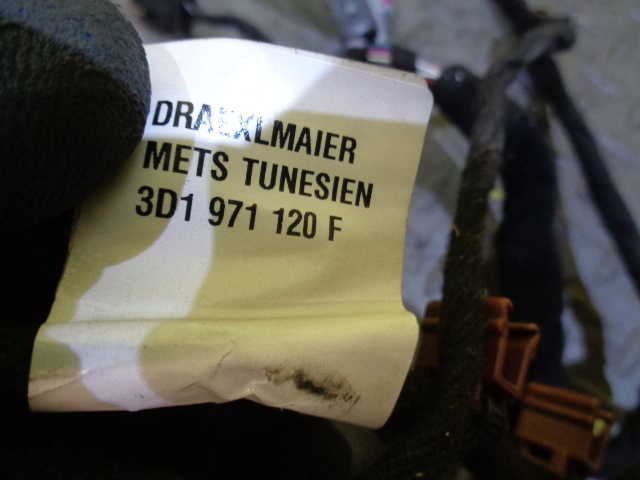 DRAEXLMAIER
METS TUNESIEN
3D1 971 120 F